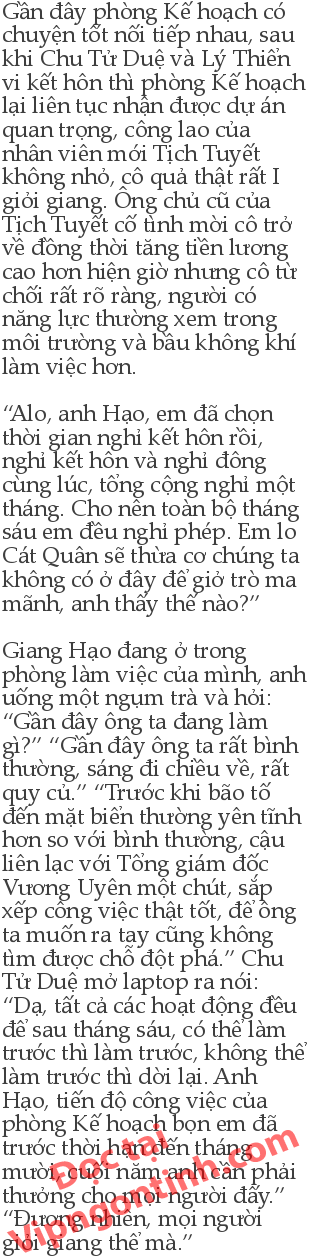 Gần đây phòng Kế hoạch có
chuyện tốt nối tiếp nhau, sau
khi Chu Tử Duệ và Lý Thiển
vi kết hôn thì phòng Kế hoạch
lại liên tục nhận được dự án
quan trọng, công lao của
nhân viên mới Tịch Tuyết
không nhỏ, cô quả thật rất I
giỏi giang. Ông chủ cũ của
Tịch Tuyết cố tình mời cô trở
về đồng thời tăng tiền lương
cao hơn hiện giờ nhưng cô từ
chối rất rõ ràng, người có
năng lực thường xem trong
môi trường và bầu không khí
làm việc hơn.

“Alo, anh Hạo, em đã chọn
thời gian nghỉ kết hôn rồi,
nghỉ kết hôn và nghỉ đông
cùng lúc, tổng cộng nghỉ một
tháng. Cho nên toàn bộ tháng
sáu em đều nghỉ phép. Em lo
Cát Quân sẽ thừa cơ chúng ta
không có ở đây để giở trò ma
mãnh, anh thấy thế nào?”

Giang Hạo đang ở trong
phòng làm việc của mình, anh
uống một ngụm trà và hỏi:
“Gần đây ông ta đang làm
gì?” “Gần đây ông ta rất bình
thường, sáng đi chiều về, rất
quy củ.” “Trước khi bão tố
đến mặt biển thường yên tĩnh
hơn so với bình thường, cậu
liên lạc với Tổng giám đốc
Vương Uyên một chút, sắp
xếp công việc thật tốt, để ông
ta muốn ra tay cũng không
tìm được chỗ đột phá.” Chu
Tử Duệ mở laptop ra nói:
“Dạ, tất cả các hoạt động đều
để sau tháng sáu, có thể làm
trước thì làm trước, không thể
làm trước thì dời lại. Anh
Hạo, tiến độ công việc của
phòng Kế hoạch bọn em đã
trước thời hạn đến tháng
mười, cuối năm anh cần phải
thưởng cho mọi người đấy.”
“Đương nhiên, mọi người
giỏi giang thế mà.”
Đọc tại
Vipngontinh.com